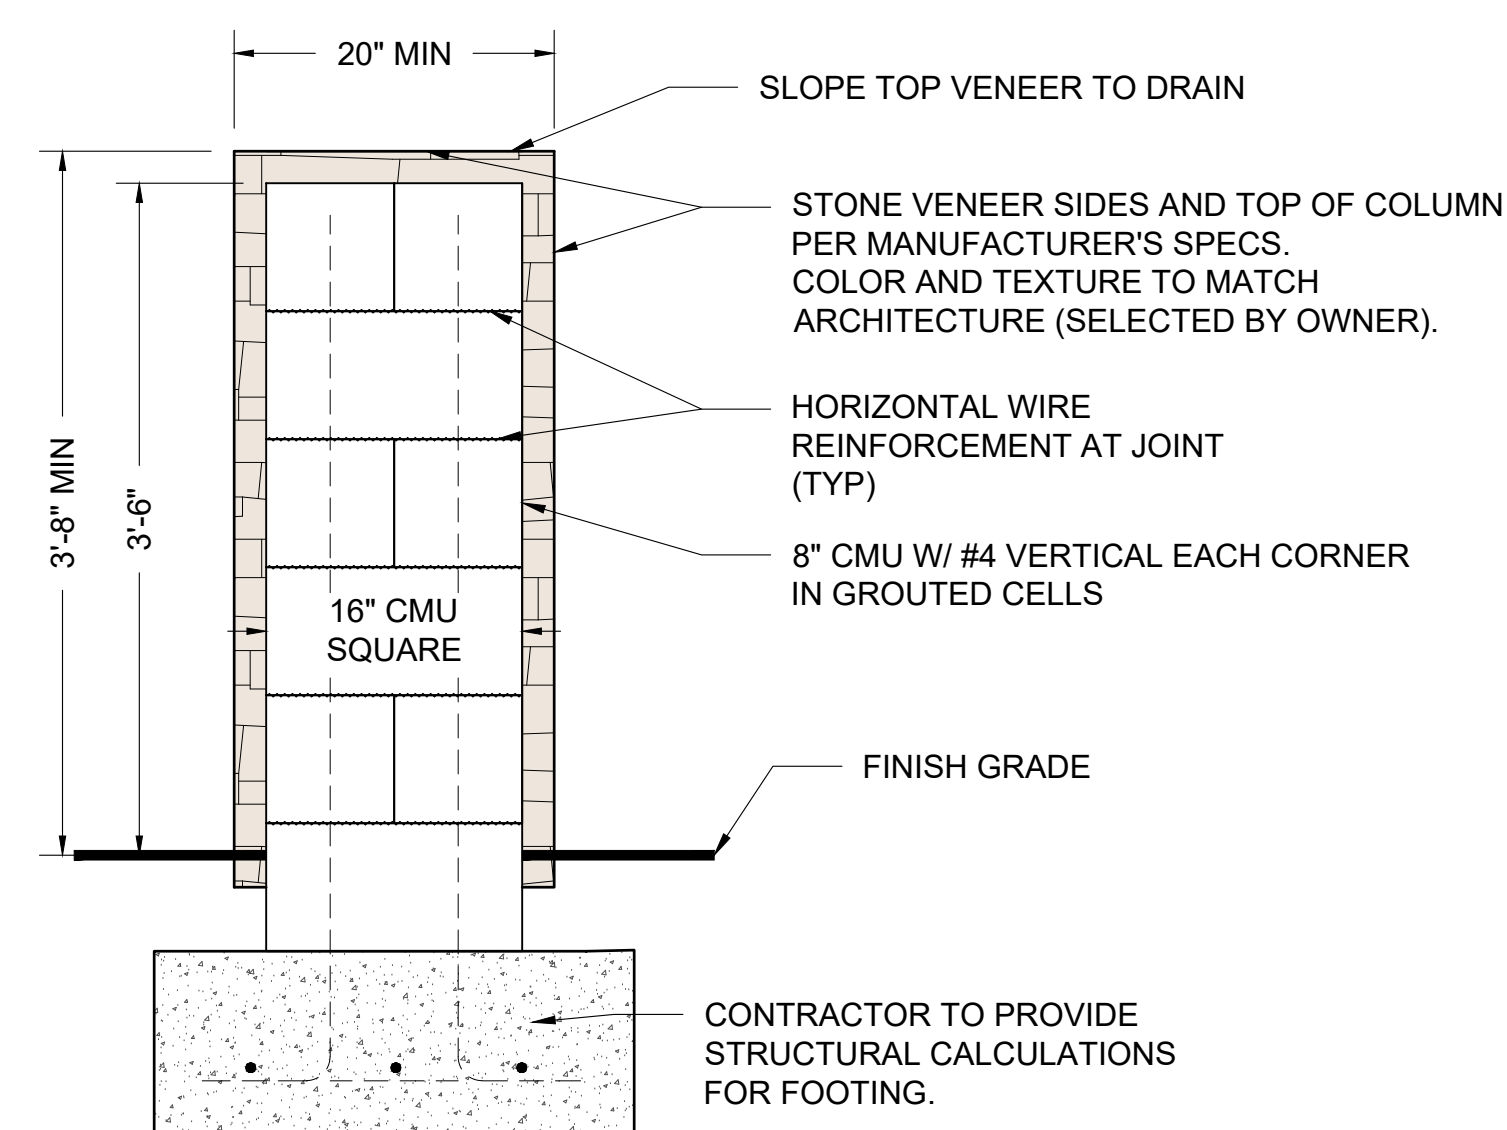 20" MIN
SLOPE TOP VENEER TO DRAIN
STONE VENEER SIDES AND TOP OF COLUMN
PER MANUFACTURER'S SPECS.
COLOR AND TEXTURE TO MATCH
ARCHITECTURE (SELECTED BY OWNER).
HORIZONTAL WIRE
REINFORCEMENT AT JOINT
(TYP)
3'-8" MIN
3'-6"
8" CMU W/ #4 VERTICAL EACH CORNER
IN GROUTED CELLS
16" CMU
SQUARE
FINISH GRADE
CONTRACTOR TO PROVIDE
STRUCTURAL CALCULATIONS
FOR FOOTING.